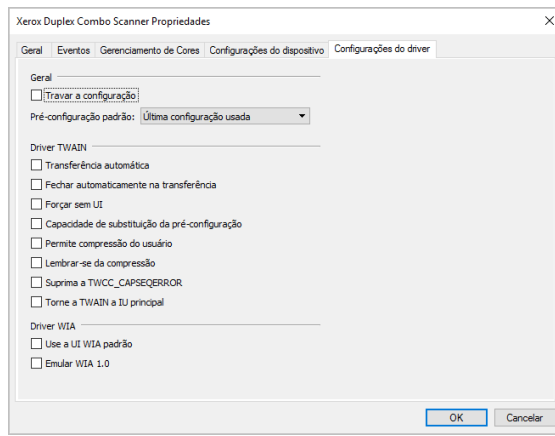 Xerox Duplex Combo Scanner Propriedades
Geral Eventos Gerenciamento de Cores Configurações do dispositivo Configurações do driver
Geral
Travar a configuração
Pré-configuração padrão: Última configuração usada
Driver TWAIN
Transferência automática
Fechar automaticamente na transferência
Forçar sem UI
Capacidade de substituição da pré-configuração
Permite compressão do usuário
Lembrar-se da compressão
Suprima a TWCC_CAPSEQERROR
Torne a TWAIN a IU principal
Driver WIA
Use a UI WIA padrão
Emular WIA 1.0
OK Cancelar